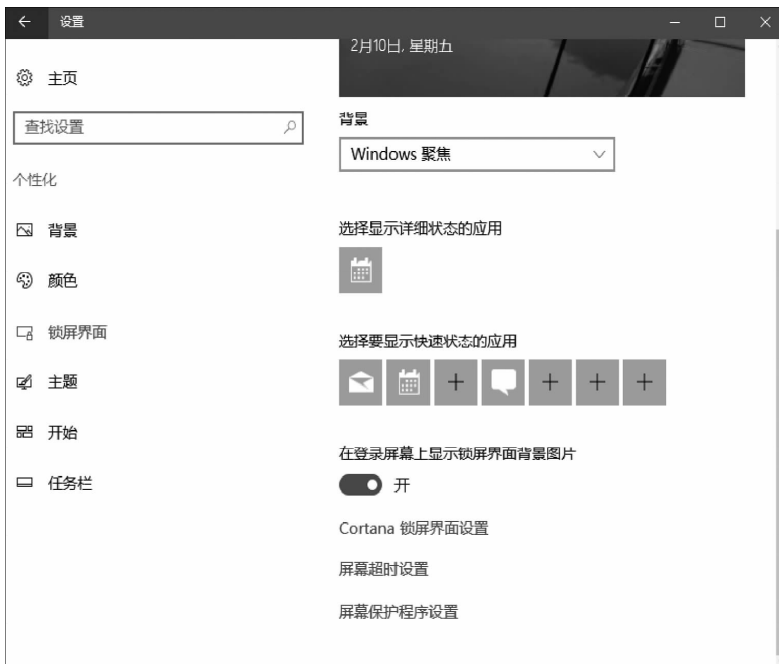 设置
主页
查找设置
个性化
背景
颜色
锁屏界面
主题
开始
任务栏
2月10日, 星期五
背景
Windows 聚焦
选择显示详细状态的应用
选择要显示快速状态的应用
在登录屏幕上显示锁屏界面背景图片
开
Cortana 锁屏界面设置
屏幕超时设置
屏幕保护程序设置